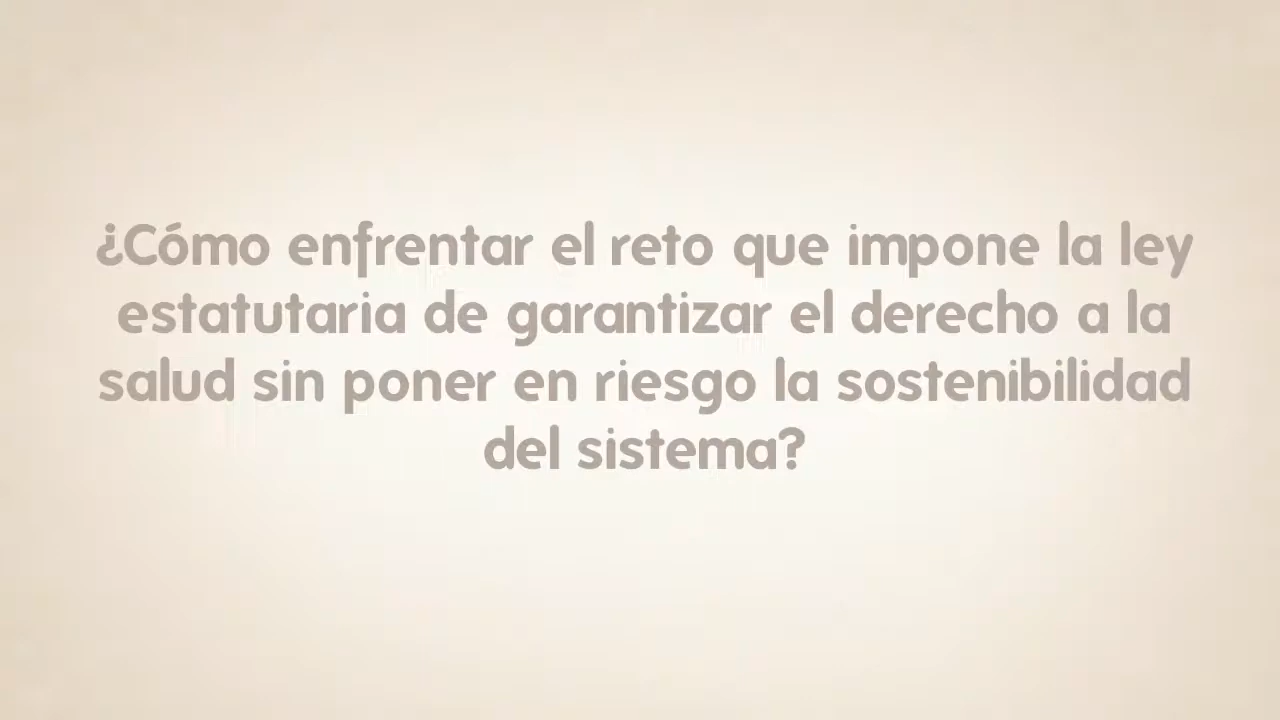 ¿Cómo enfrentar el reto que impone la ley
estatutaria de garantizar el derecho a la
salud sin poner en riesgo la sostenibilidad
del sistema?